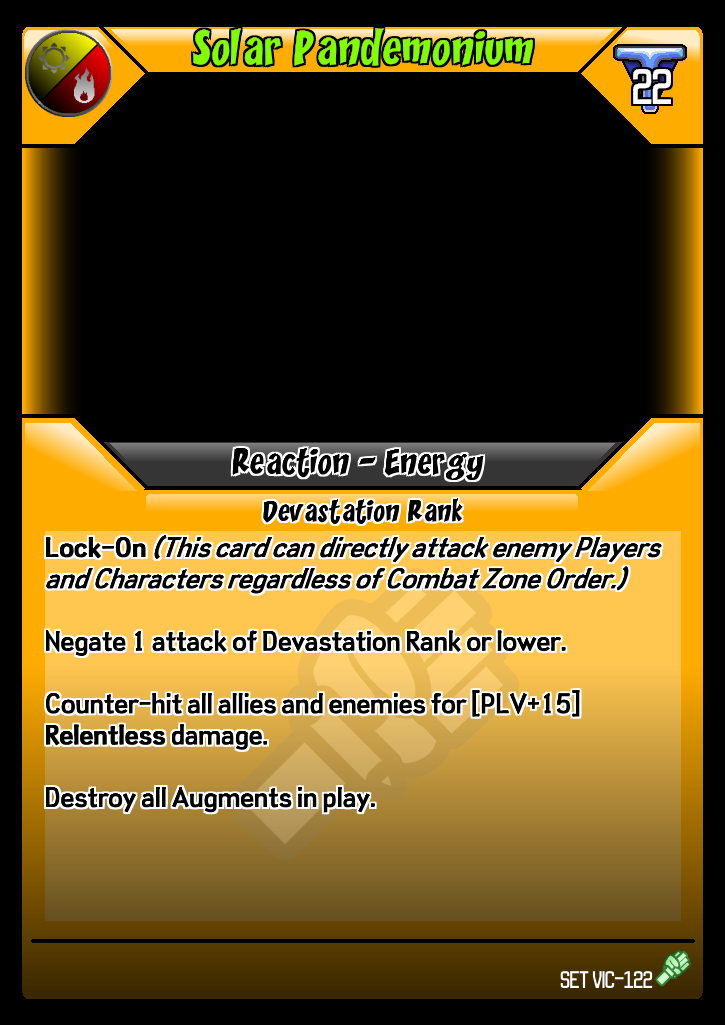 Solar Pandemonium
22
Reaction - Energy
Devastation Rank
Lock-On (This card can directly attack enemy Players
and Characters regardless of Combat Zone Order.)
Negate 1 attack of Devastation Rank or lower.
Counter-hit all allies and enemies for [PLV+15]
Relentless damage.
Destroy all Augments in play.
SET VIC-122